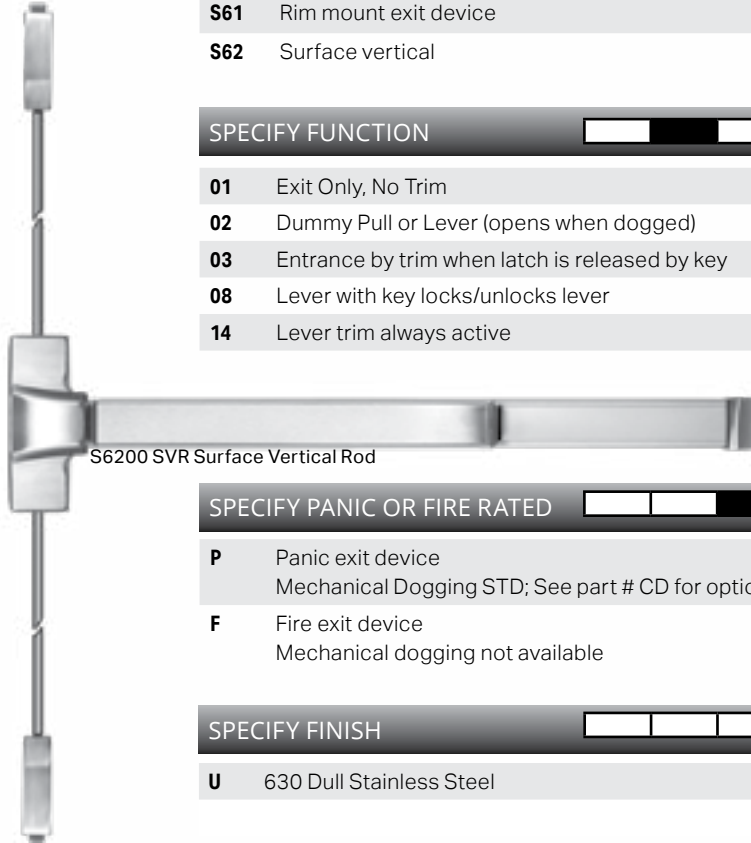 S61 Rim mount exit device
S62 Surface vertical
SPECIFY FUNCTION
01 Exit Only, No Trim
02 Dummy Pull or Lever (opens when dogged)
03 Entrance by trim when latch is released by key
08 Lever with key locks/unlocks lever
14 Lever trim always active
S6200 SVR Surface Vertical Rod
SPECIFY PANIC OR FIRE RATED
P Panic exit device
Mechanical Dogging STD; See part # CD for
F Fire exit device
Mechanical dogging not available
SPECIFY FINISH
U 630 Dull Stainless Steel